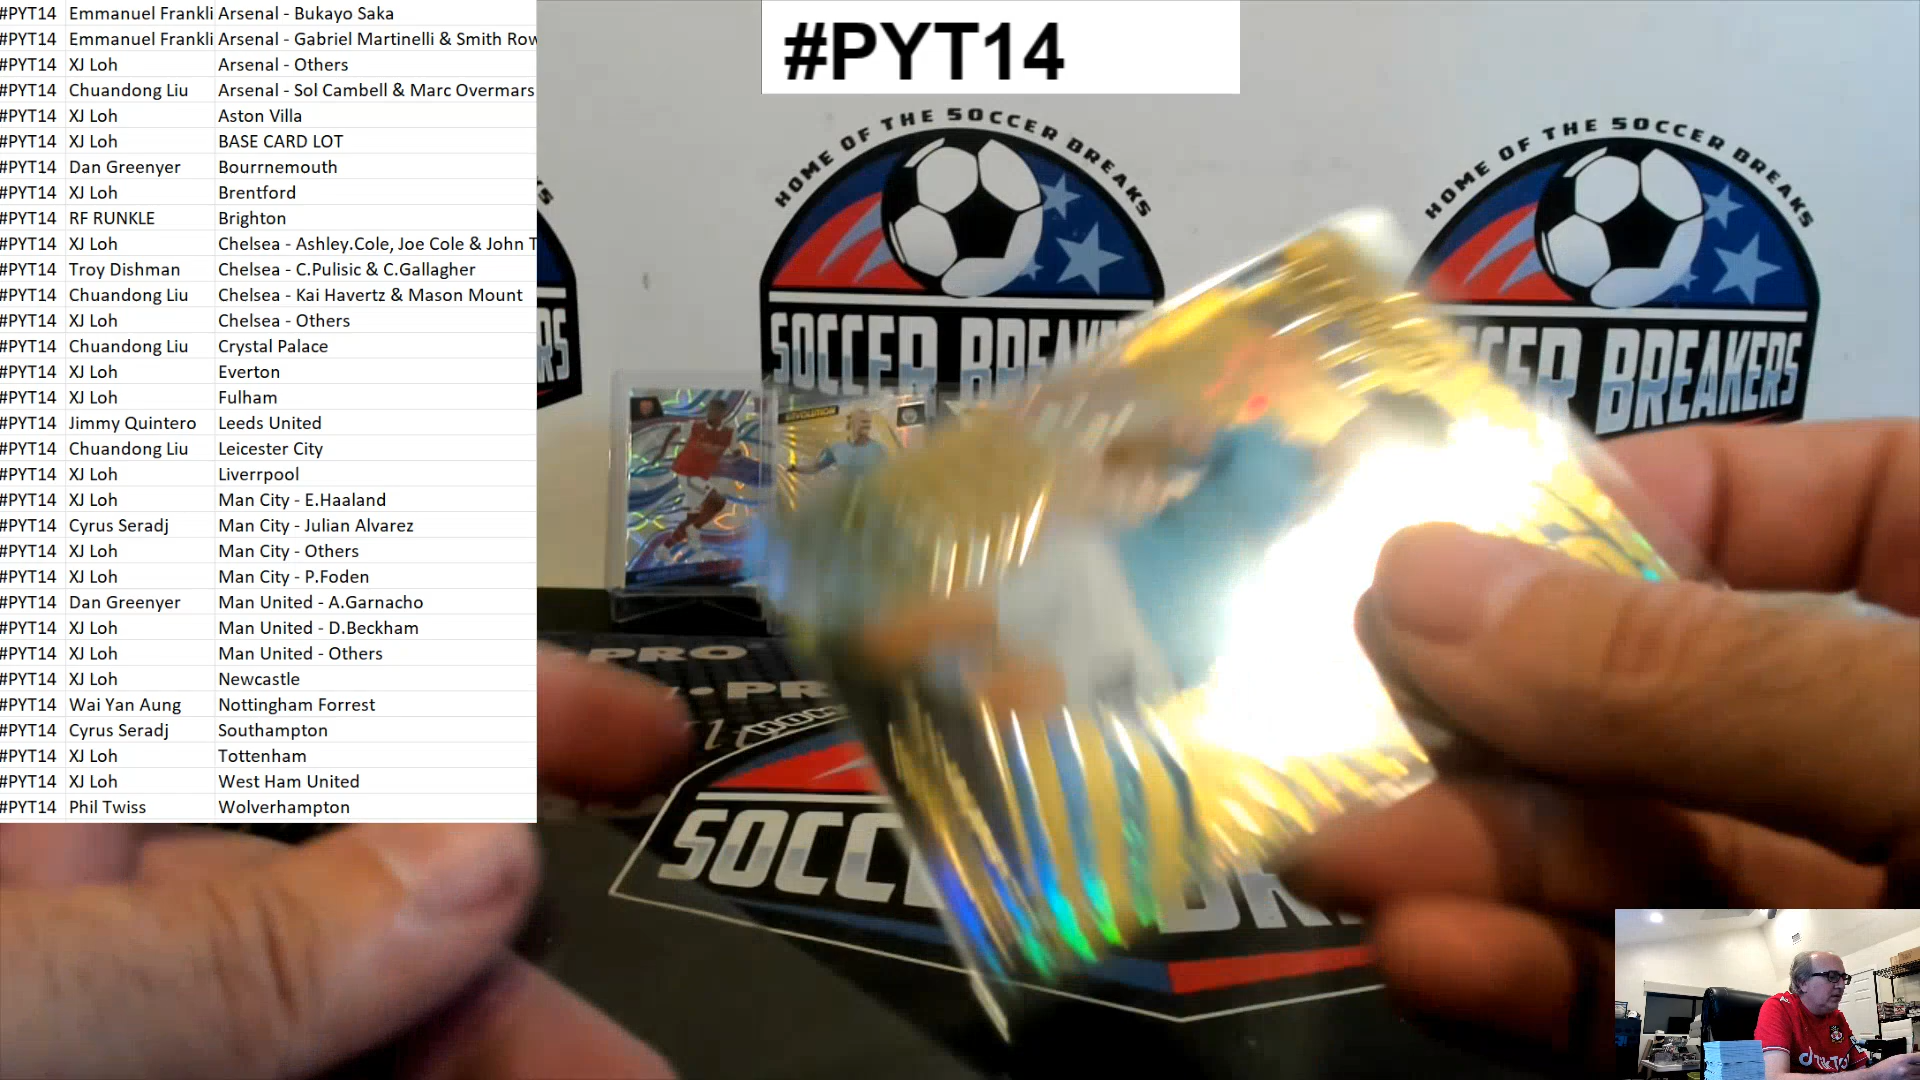 #PYT14 Emmanuel Frankli Arsenal - Bukayo Saka
#PYT14 Emmanuel Frankli Arsenal - Gabriel Martinelli & Smith Row
#PYT14 XJ Loh Arsenal - Others
#PYT14 Chuandong Liu Arsenal - Sol Cambell & Marc Overmars
#PYT14 XJ Loh Aston Villa
#PYT14 XJ Loh BASE CARD LOT
#PYT14 Dan Greenyer Bourrnemouth
#PYT14 XJ Loh Brentford
#PYT14 RF RUNKLE Brighton
#PYT14 XJ Loh Chelsea - Ashley.Cole, Joe Cole & John T
#PYT14 Troy Dishman Chelsea - C.Pulisic & C.Gallagher
#PYT14 Chuandong Liu Chelsea - Kai Havertz & Mason Mount
#PYT14 XJ Loh Chelsea - Others
#PYT14 Chuandong Liu Crystal Palace
#PYT14 XJ Loh Everton
#PYT14 XJ Loh Fulham
#PYT14 Jimmy Quintero Leeds United
#PYT14 Chuandong Liu Leicester City
#PYT14 XJ Loh Liverrpool
#PYT14 XJ Loh Man City - E.Haaland
#PYT14 Cyrus Seradj Man City - Julian Alvarez
#PYT14 XJ Loh Man City - Others
#PYT14 XJ Loh Man City - P.Foden
#PYT14 Dan Greenyer Man United - A.Garnacho
#PYT14 XJ Loh Man United - D.Beckham
#PYT14 XJ Loh Man United - Others
#PYT14 XJ Loh Newcastle
#PYT14 Wai Yan Aung Nottingham Forrest
#PYT14 Cyrus Seradj Southampton
#PYT14 XJ Loh Tottenham
#PYT14 XJ Loh West Ham United
#PYT14 Phil Twiss Wolverhampton
#PYT14
HOME OF THE SOCCER BREAKS
SOCCER BREAKE
HOME OF THE SOCCER BREAKS
CER BREAKERS
KS
ERS
REVOLUTION
PRO
PR
SOCC